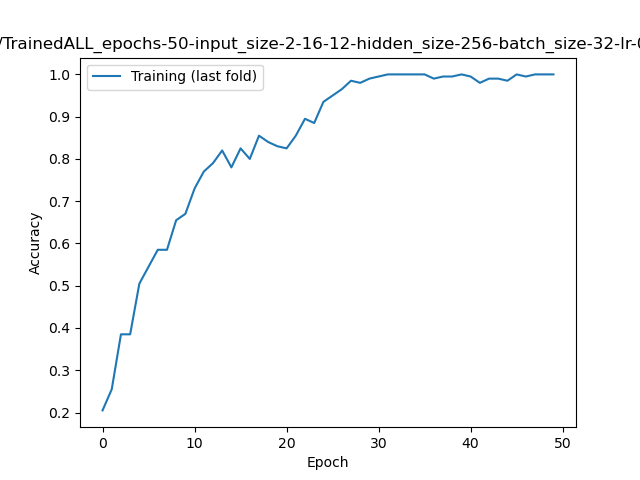 /TrainedALL_epochs-50-input_size-2-16-12-hidden_size-256-batch_size-32-lr-0
Training (last fold)
1.0
0.9
0.8
0.7
0.6
0.5
0.4
0.3
0.2
Accuracy
0 10 20 30 40 50
Epoch